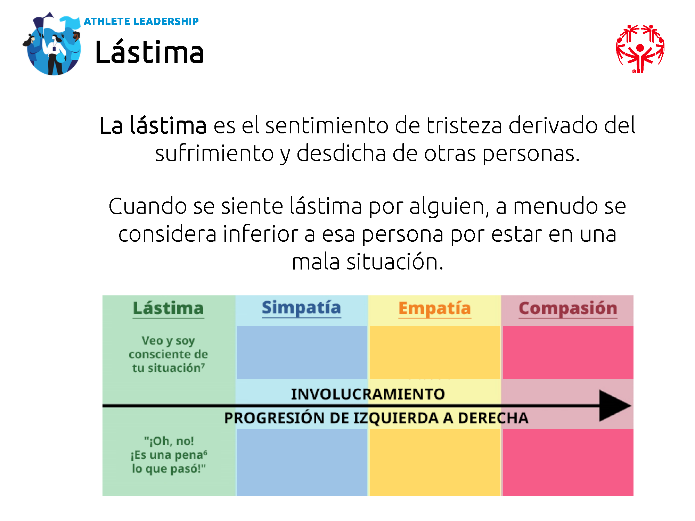 ATHLETE LEADERSHIP
Lástima
La lástima es el sentimiento de tristeza derivado del
sufrimiento y desdicha de otras personas.
Cuando se siente lástima por alguien, a menudo se
considera inferior a esa persona por estar en una
mala situación.
Lástima Simpatía Empatía Compasión
Veo y soy
consciente de
tu situación⁷
INVOLUCRAMIENTO
PROGRESIÓN DE IZQUIERDA A DERECHA
"¡Oh, no!
¡Es una pena⁶
lo que pasó!"